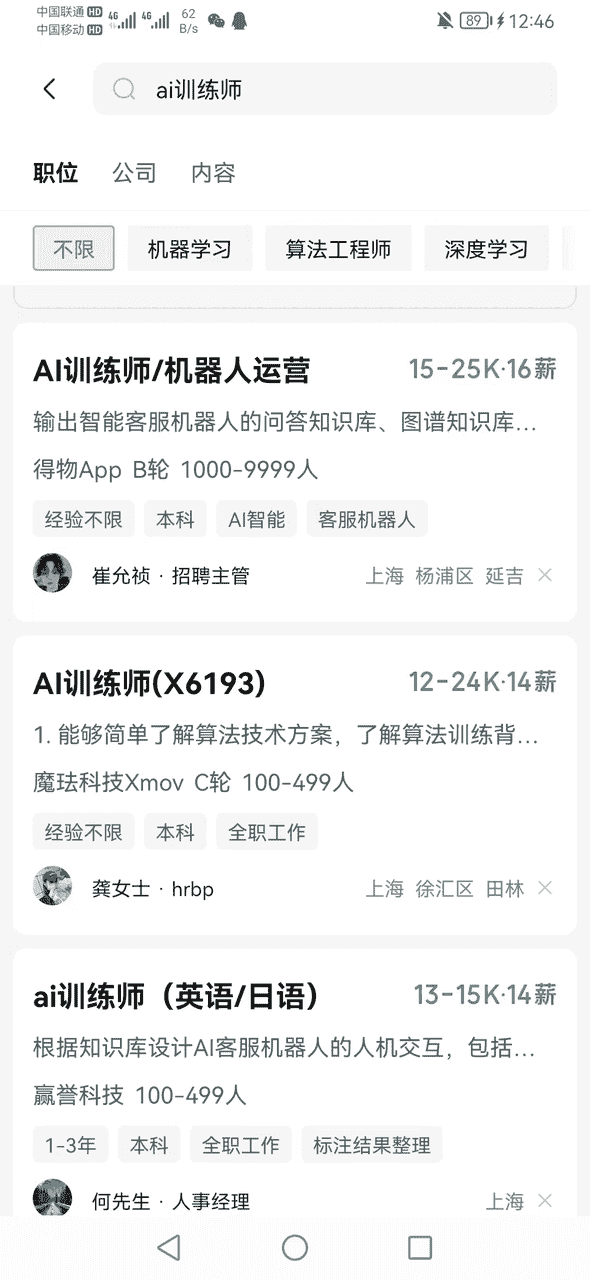 中国联通 HD 4G 4G 62 B/s 89 12:46
中国移动 HD
ai训练师
职位 公司 内容
不限 机器学习 算法工程师 深度学习
AI训练师/机器人运营 15-25K·16薪
输出智能客服机器人的问答知识库、图谱知识库...
得物App B轮 1000-9999人
经验不限 本科 AI智能 客服机器人
崔允祯 · 招聘主管 上海 杨浦区 延吉
AI训练师(X6193) 12-24K·14薪
1. 能够简单了解算法技术方案，了解算法训练背...
魔珐科技Xmov C轮 100-499人
经验不限 本科 全职工作
龚女士 · hrbp 上海 徐汇区 田林
ai训练师（英语/日语） 13-15K·14薪
根据知识库设计AI客服机器人的人机交互，包括...
赢誉科技 100-499人
1-3年 本科 全职工作 标注结果整理
何先生 · 人事经理 上海